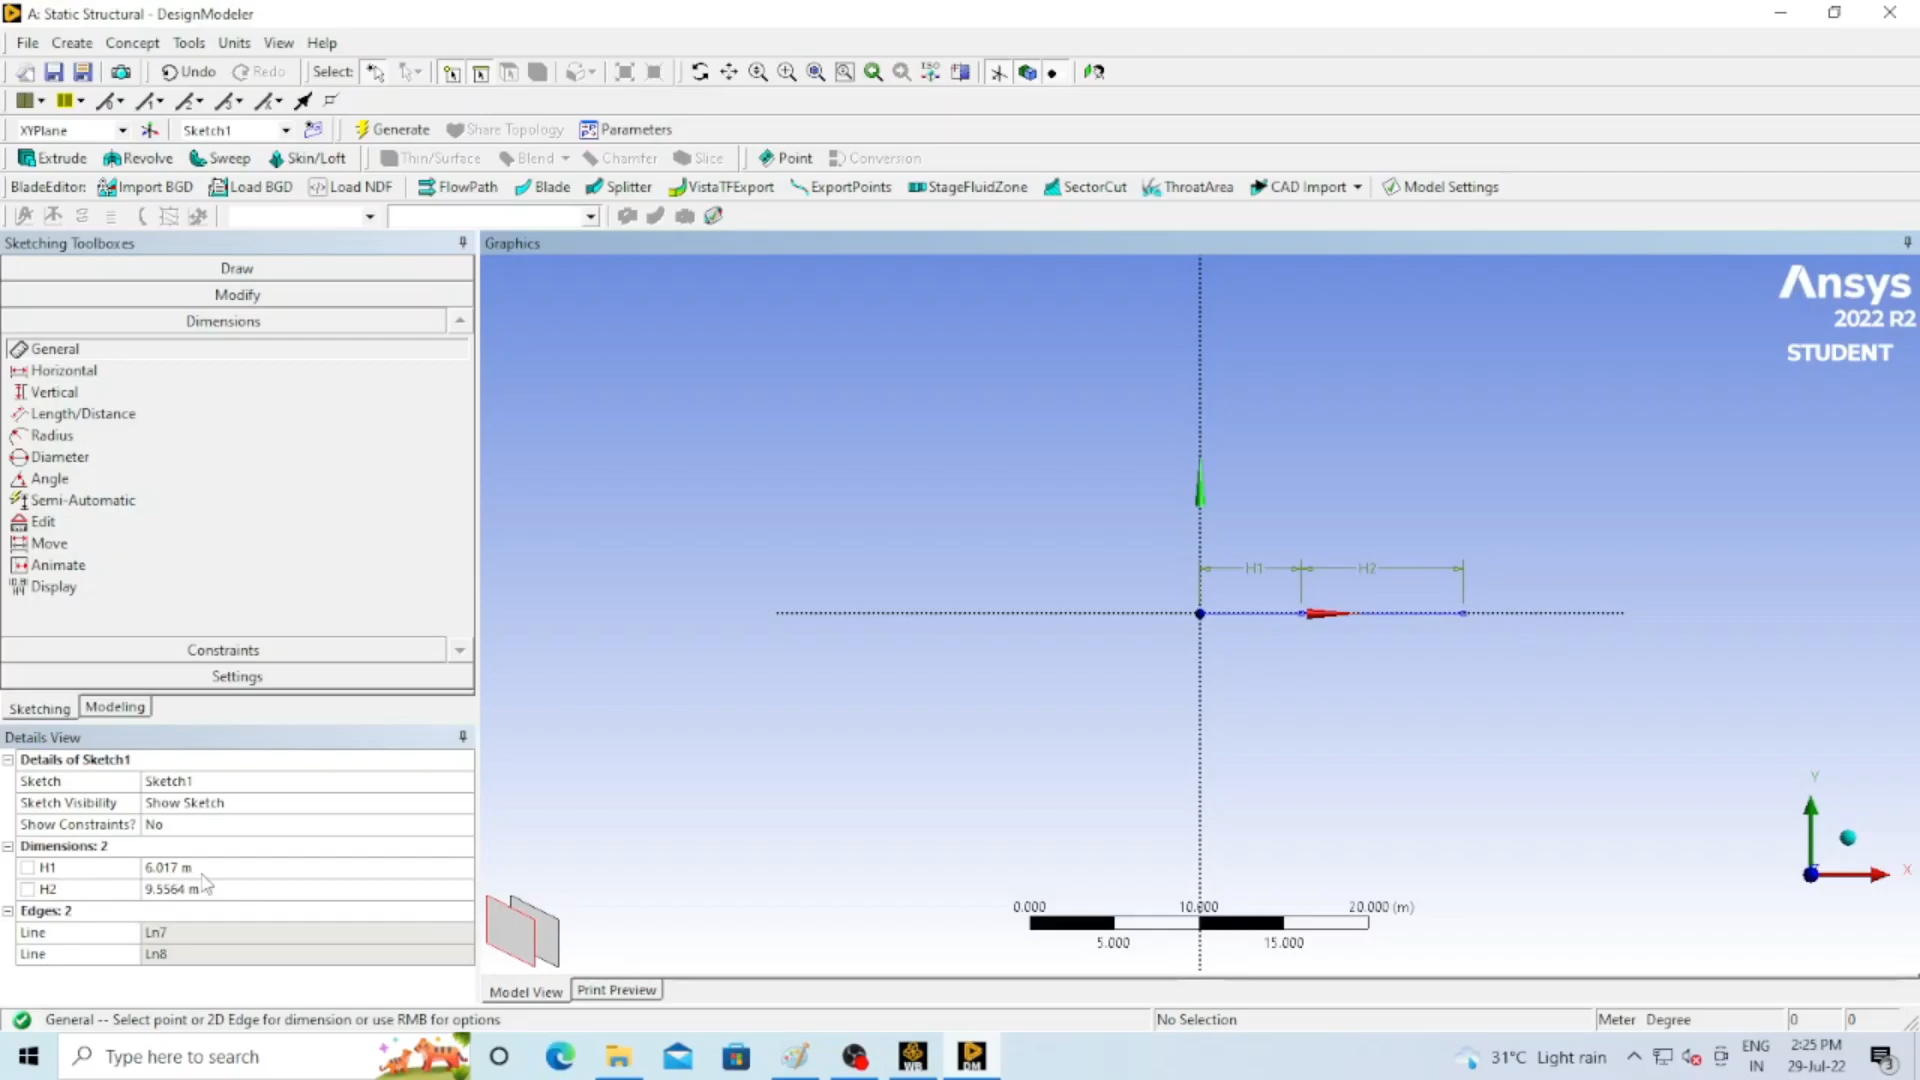 A: Static Structural - DesignModeler
File Create Concept Tools Units View Help
Undo Redo Select: ISO
XYPlane Sketch1 Generate Share Topology Parameters
Extrude Revolve Sweep Skin/Loft Thin/Surface Blend Chamfer Slice Point Conversion
BladeEditor: Import BGD Load BGD Load NDF FlowPath Blade Splitter VistaTFExport ExportPoints StageFluidZone SectorCut ThroatArea CAD Import Model Settings
Sketching Toolboxes
Draw
Modify
Dimensions
General
Horizontal
Vertical
Length/Distance
Radius
Diameter
Angle
Semi-Automatic
Edit
Move
Animate
Display
Constraints
Settings
Sketching Modeling
Details View
Details of Sketch1
Sketch Sketch1
Sketch Visibility Show Sketch
Show Constraints? No
Dimensions: 2
H1 6.017 m
H2 9.5564 m
Edges: 2
Line Ln7
Line Ln8
Graphics
Ansys
2022 R2
STUDENT
H1 H2
Y
X
0.000 10.000 20.000 (m)
5.000 15.000
Model View Print Preview
General -- Select point or 2D Edge for dimension or use RMB for options No Selection Meter Degree 0 0
Type here to search
WB DM
31°C Light rain
ENG
IN
2:25 PM
29-Jul-22
3